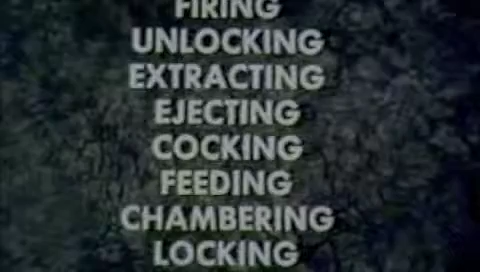 FIRING
UNLOCKING
EXTRACTING
EJECTING
COCKING
FEEDING
CHAMBERING
LOCKING